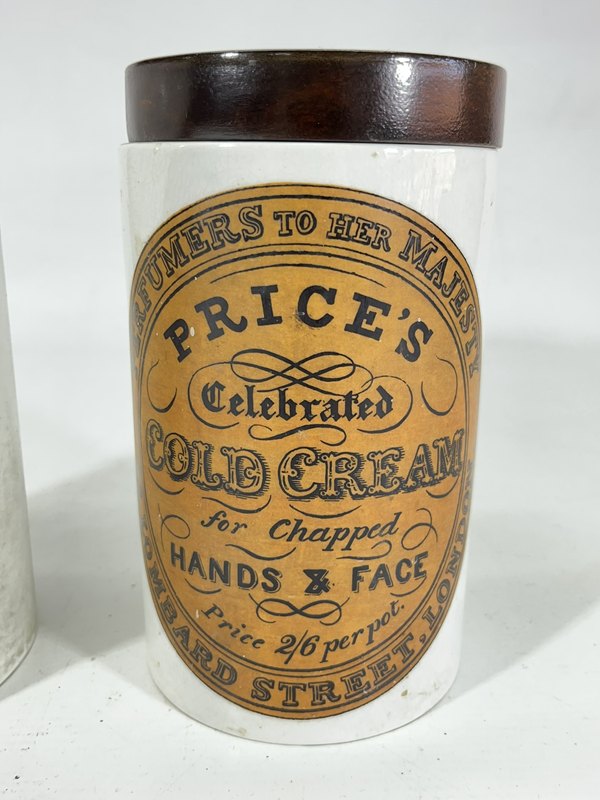 PERFUMERS TO HER MAJESTY
PRICE'S
Celebrated
COLD CREAM
for Chapped
HANDS & FACE
Price 2/6 per pot.
LOMBARD STREET, LONDON